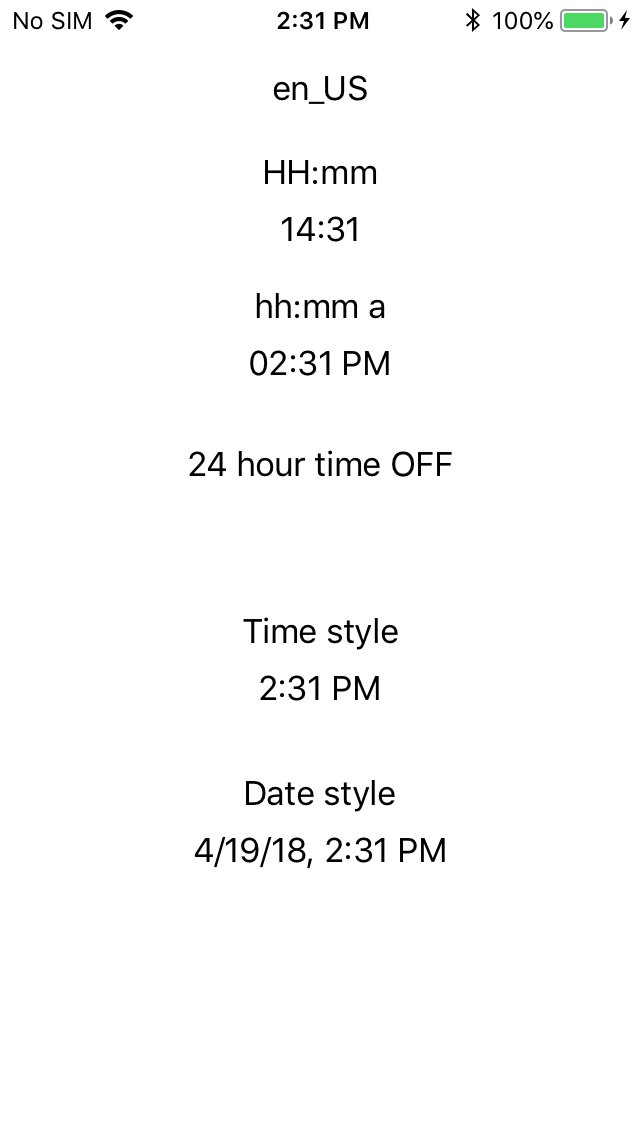 No SIM 2:31 PM 100%
en_US
HH:mm
14:31
hh:mm a
02:31 PM
24 hour time OFF
Time style
2:31 PM
Date style
4/19/18, 2:31 PM